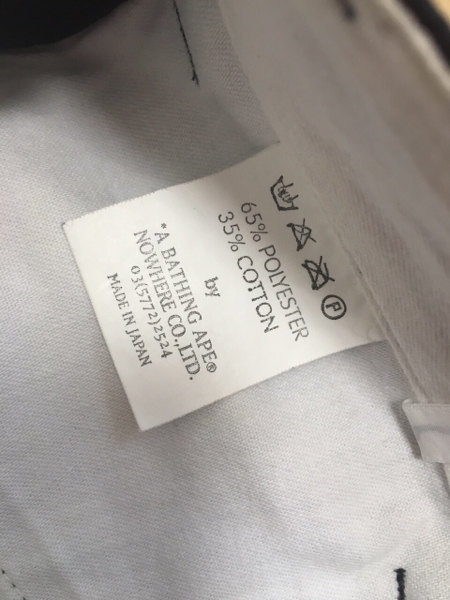 P
65% POLYESTER
35% COTTON
by
*A BATHING APE®
NOWHERE CO.,LTD.
03(5772)2524
MADE IN JAPAN